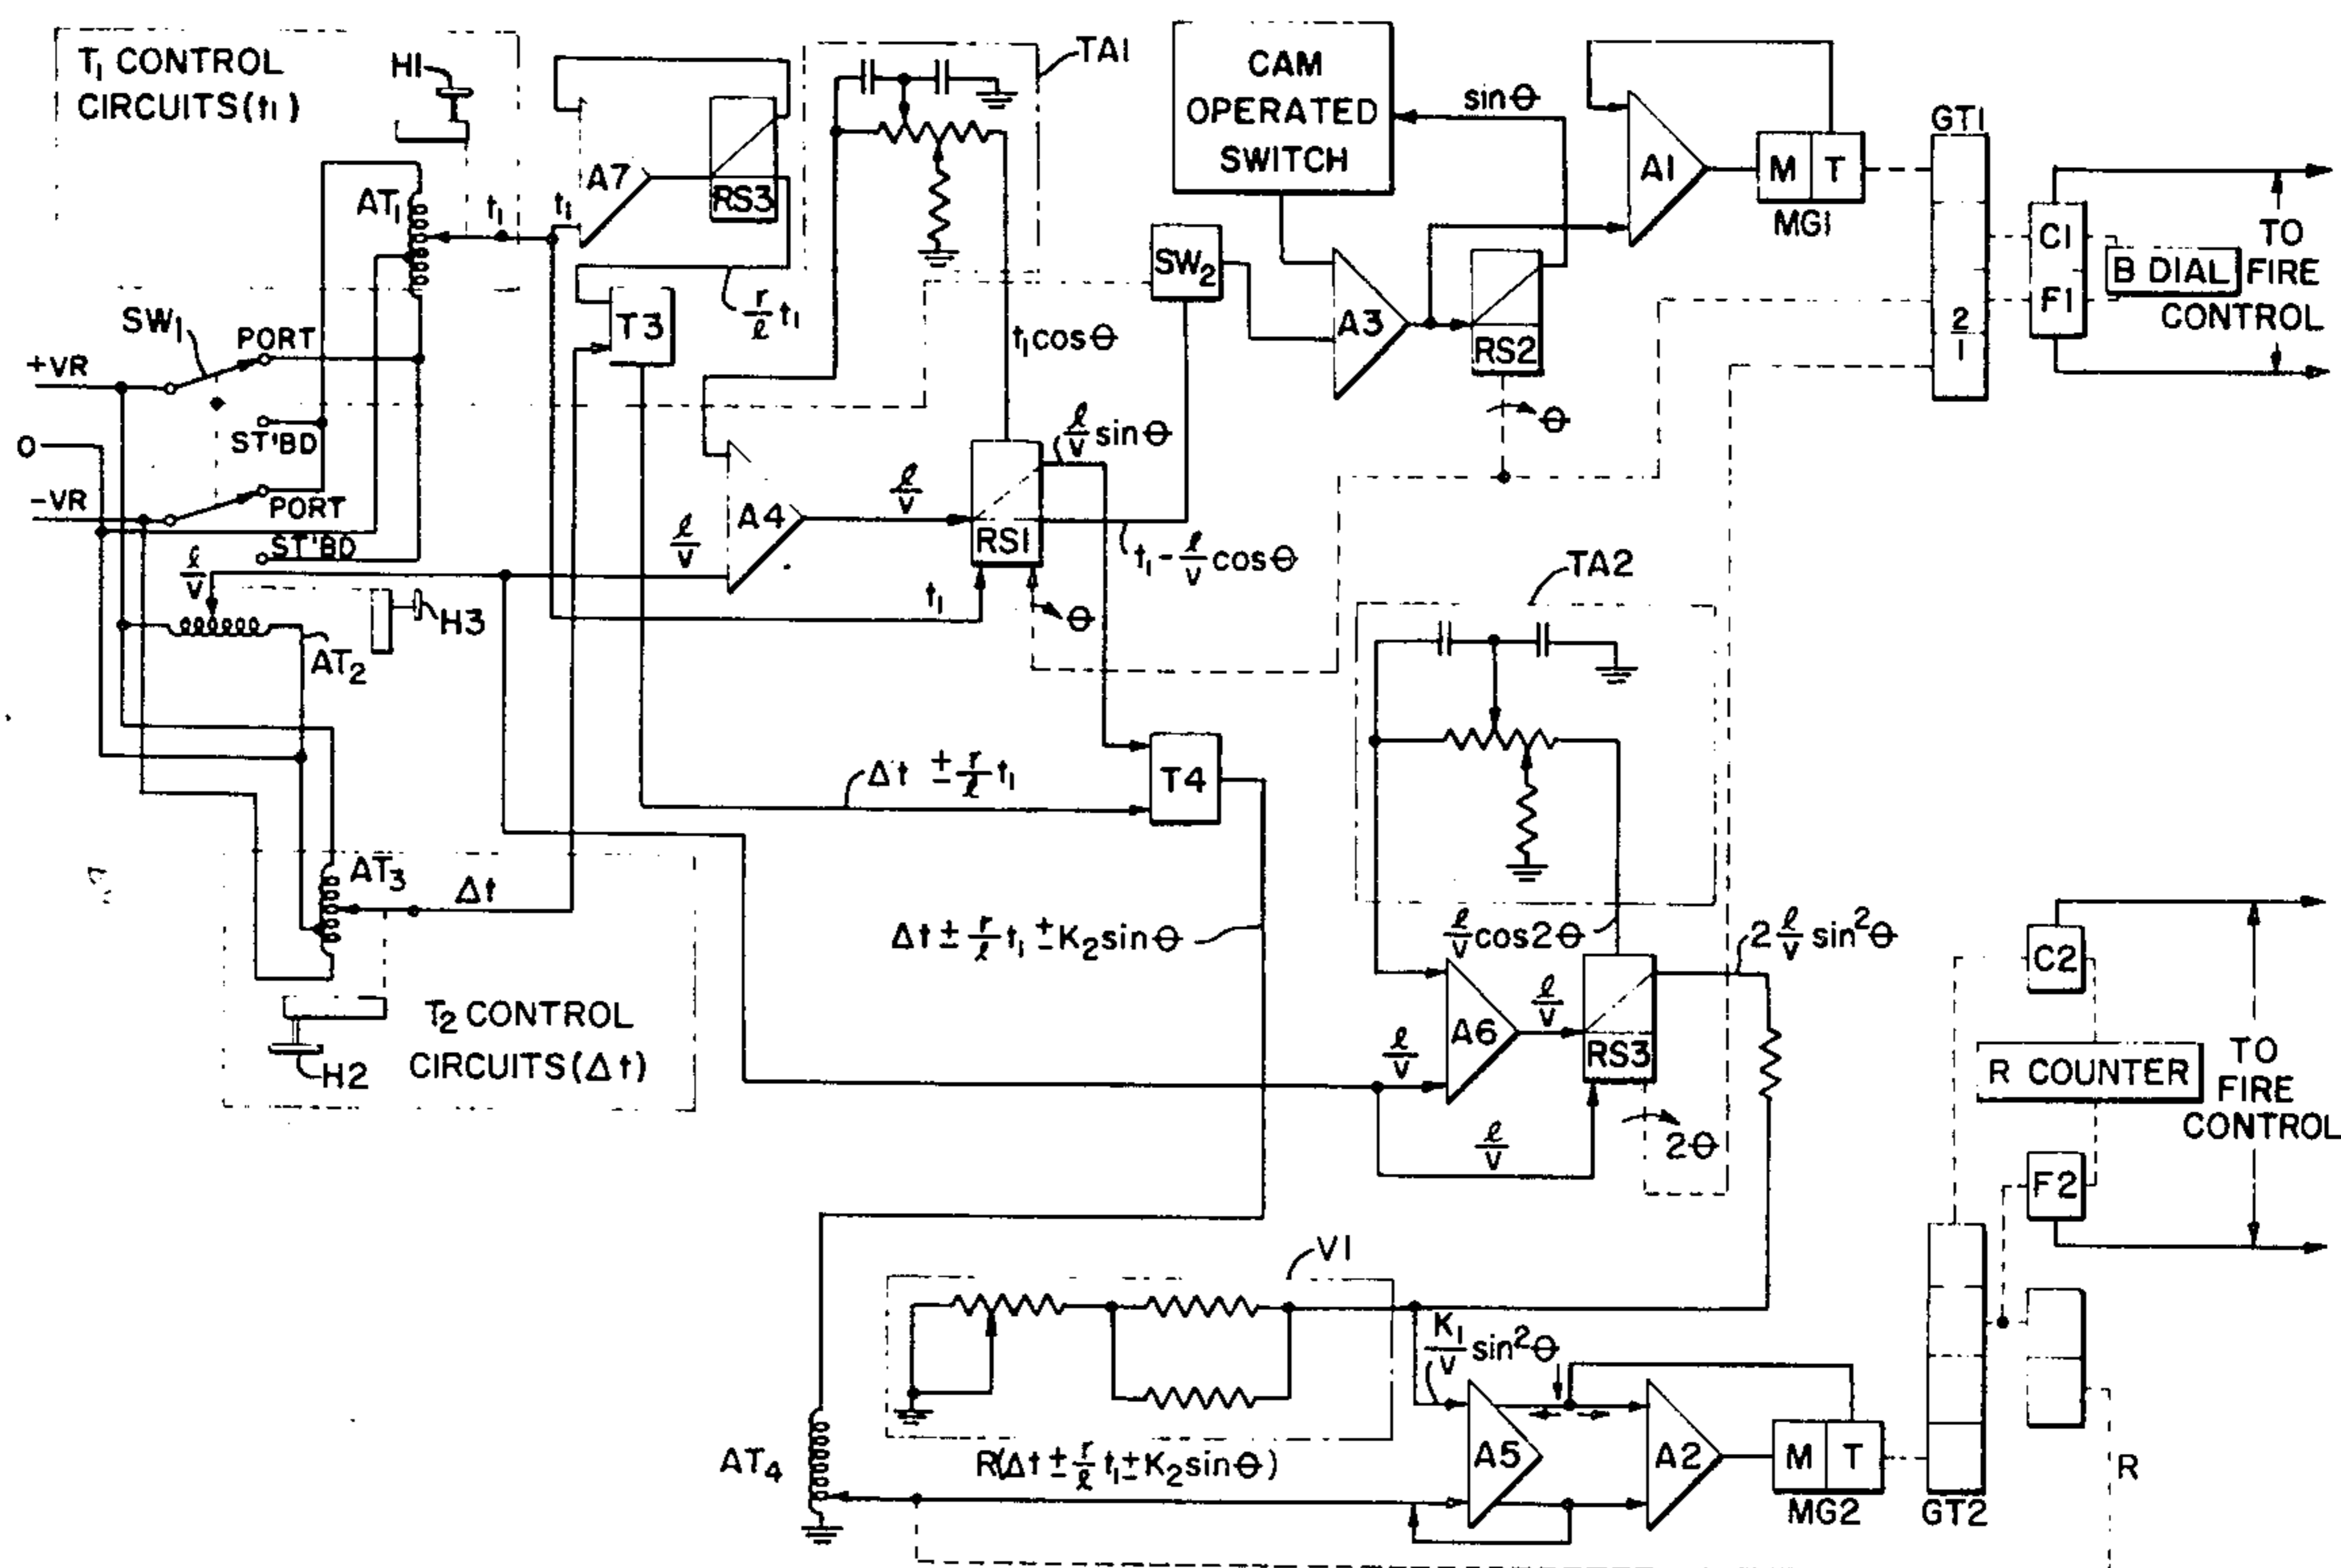 T₁ CONTROL
CIRCUITS (t₁)
H1
AT₁
t₁
t₁
A7
RS3
TA1
r/ℓ t₁
T3
SW₁
PORT
+VR
ST'BD
O
-VR
PORT
ST'BD
ℓ/v
H3
AT₂
ℓ/v
A4
ℓ/v
RS1
t₁
t₁ cos θ
ℓ/v sin θ
t₁ - ℓ/v cos θ
θ
CAM
OPERATED
SWITCH
sin θ
SW₂
A3
RS2
θ
A1
M T
MG1
GT1
2/1
C1
F1
B DIAL
TO
FIRE
CONTROL
TA2
T4
Δt ± r/ℓ t₁
AT₃
Δt
T₂ CONTROL
CIRCUITS (Δt)
H2
Δt ± r/ℓ t₁ ± K₂ sin θ
ℓ/v cos 2θ
2 ℓ/v sin² θ
A6
ℓ/v
ℓ/v
RS3
ℓ/v
2θ
C2
R COUNTER
F2
TO
FIRE
CONTROL
V1
K₁/v sin² θ
AT₄
R(Δt ± r/ℓ t₁ ± K₂ sin θ)
A5
A2
M T
MG2
GT2
R